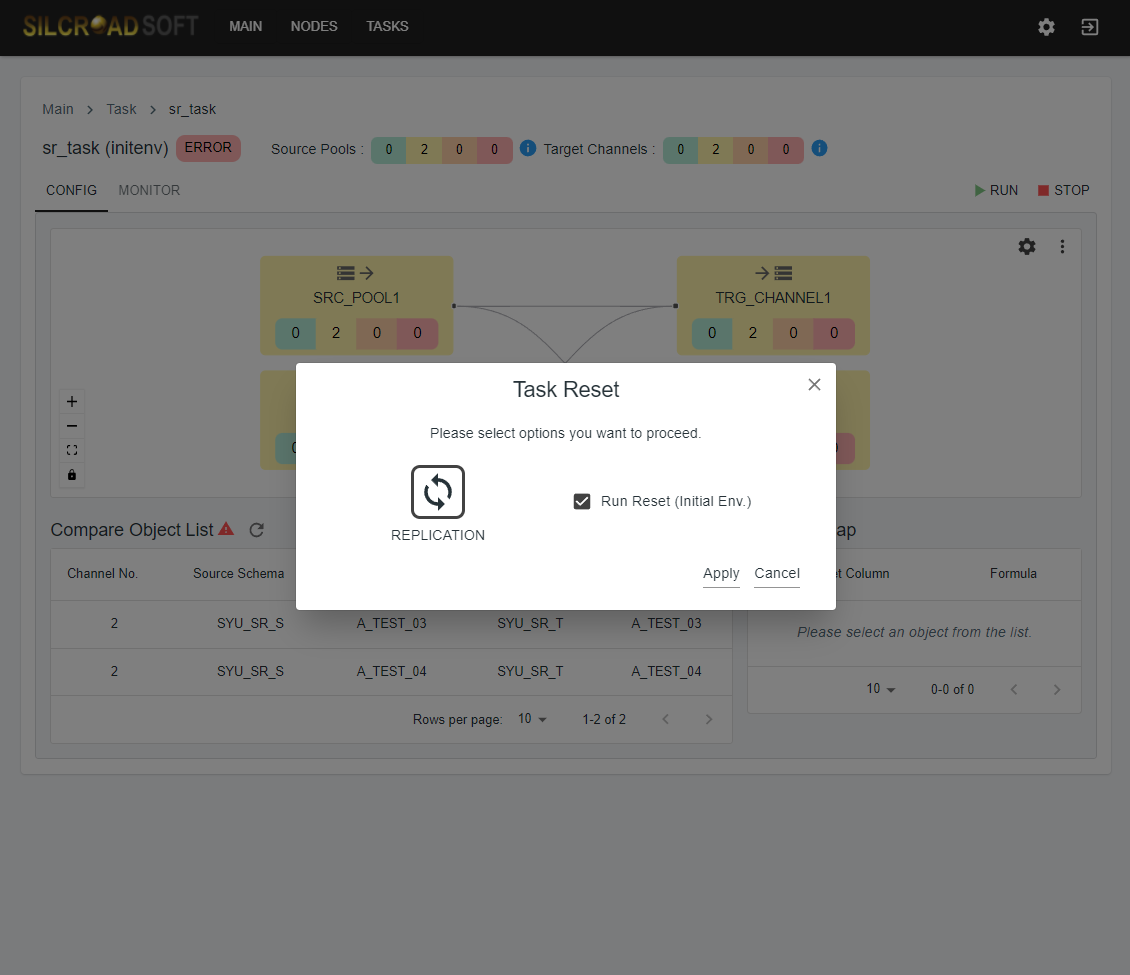 SILCROADSOFT MAIN NODES TASKS
Main > Task > sr_task
sr_task (initenv) ERROR Source Pools : 0 2 0 0 Target Channels : 0 2 0 0
CONFIG MONITOR RUN STOP
SRC_POOL1 TRG_CHANNEL1
0 2 0 0 0 2 0 0
Task Reset
Please select options you want to proceed.
Run Reset (Initial Env.)
REPLICATION
Apply Cancel
Compare Object List
Channel No. Source Schema Column Formula
2 SYU_SR_S A_TEST_03 SYU_SR_T A_TEST_03
Please select an object from the list.
2 SYU_SR_S A_TEST_04 SYU_SR_T A_TEST_04
10 0-0 of 0
Rows per page: 10 1-2 of 2